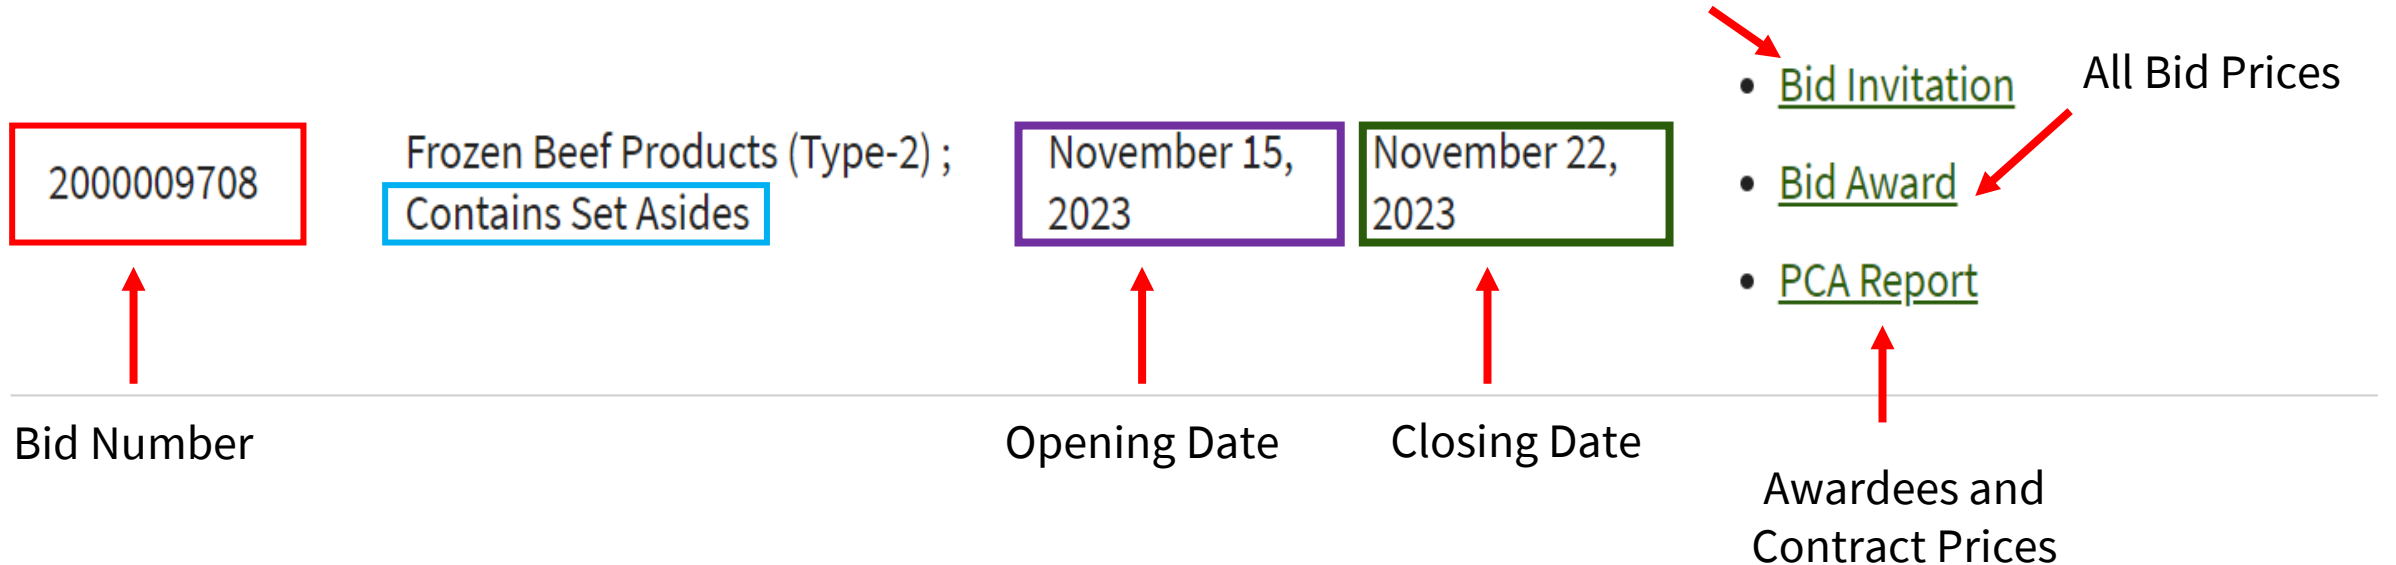 2000009708
Frozen Beef Products (Type-2) ;
Contains Set Asides
November 15,
2023
November 22,
2023
• Bid Invitation
• Bid Award
• PCA Report
All Bid Prices
Bid Number
Opening Date
Closing Date
Awardees and
Contract Prices